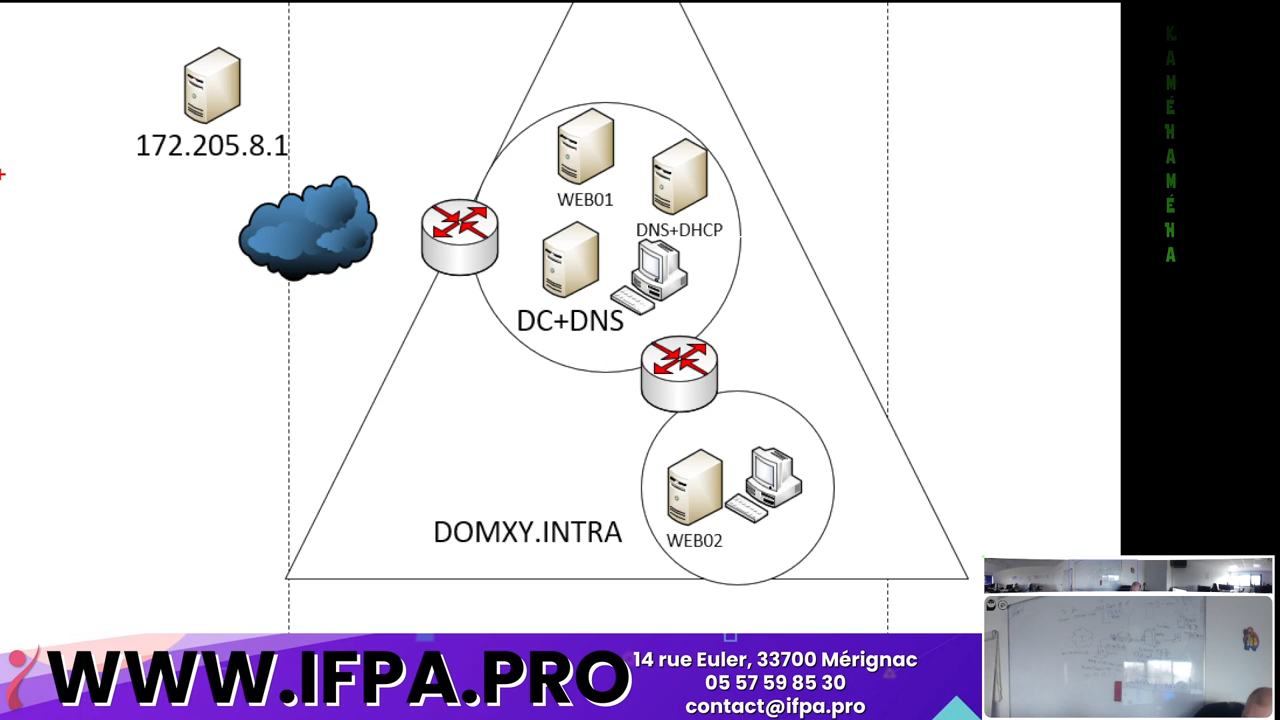 172.205.8.1
WEB01
DNS+DHCP
DC+DNS
DOMXY.INTRA
WEB02
KAMÉHAMÉHA
WWW.IFPA.PRO
14 rue Euler, 33700 Mérignac
05 57 59 85 30
contact@ifpa.pro